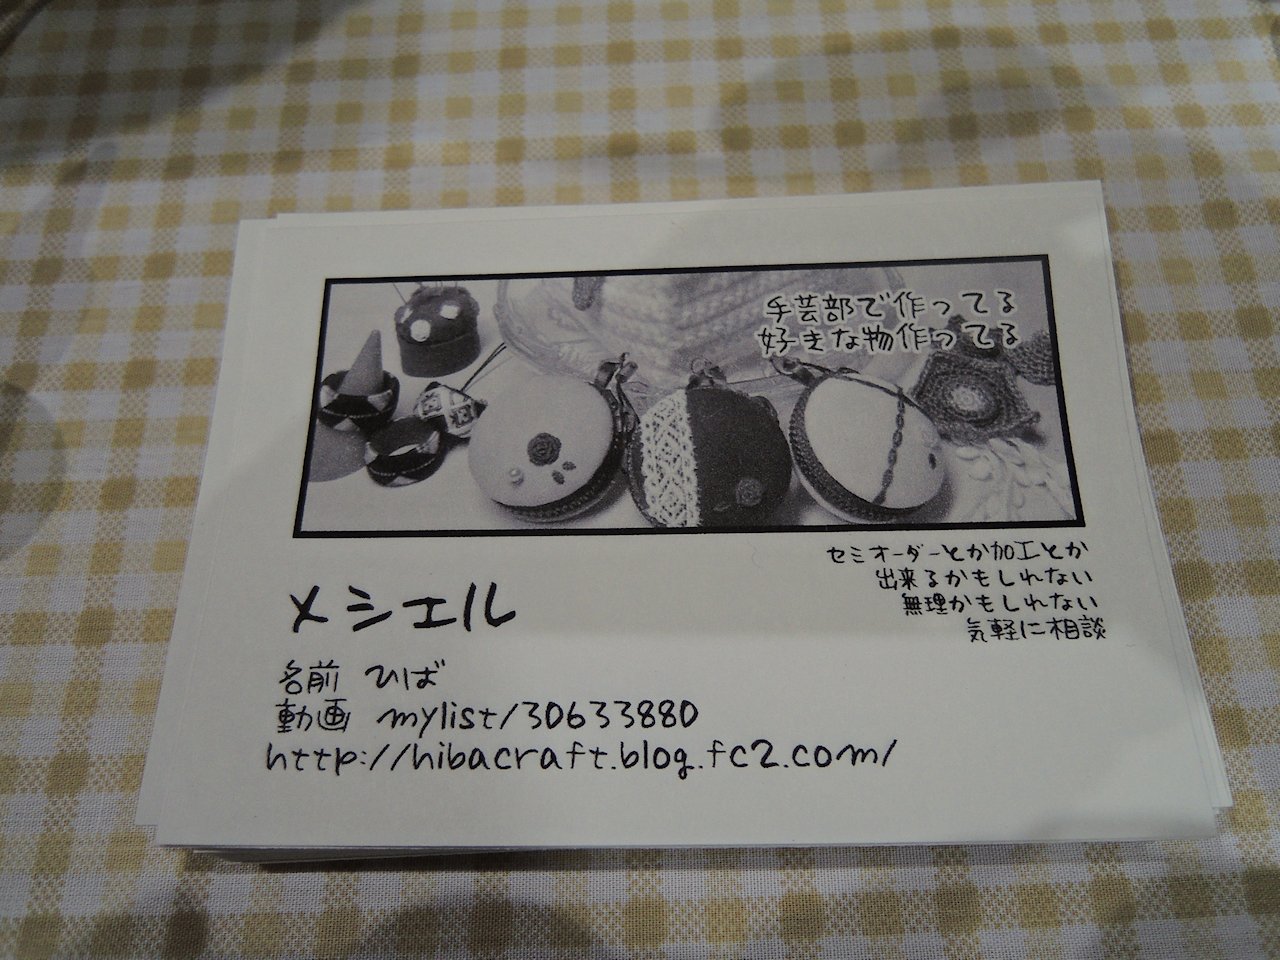 手芸部で作ってる
好きな物作ってる
セミオーダーとか加工とか
出来るかもしれない
無理かもしれない
気軽に相談
メシエル
名前 ひば
動画 mylist/30633880
http://hibacraft.blog.fc2.com/